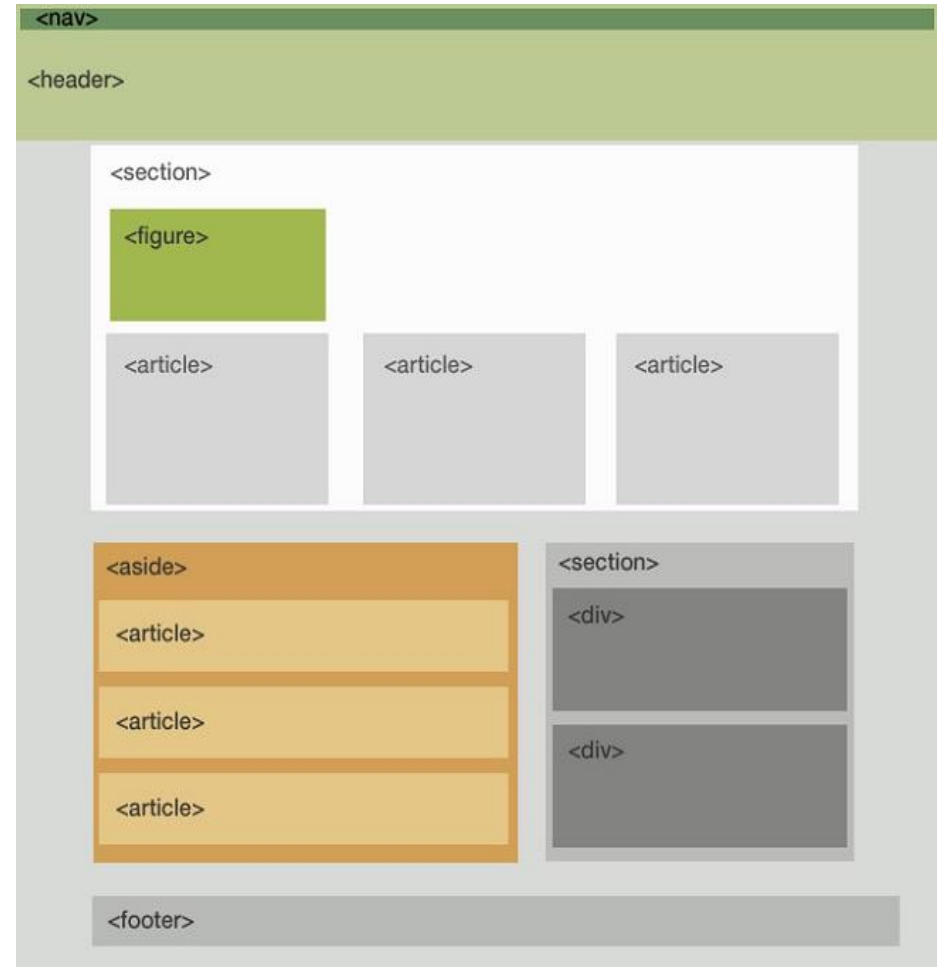 <nav>
<header>
<section>
<figure>
<article> <article> <article>
<aside>
<article>
<article>
<article>
<section>
<div>
<div>
<footer>